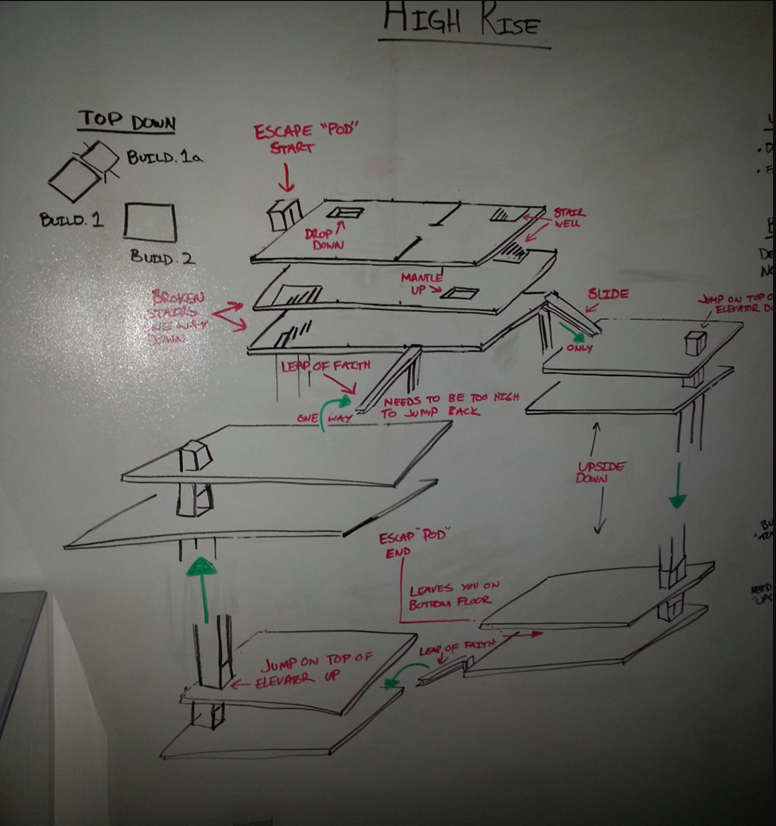 HIGH RISE
TOP DOWN
BUILD. 1a
BUILD. 1
BUILD. 2
ESCAPE "POD"
START
DROP
DOWN
STAIR
WELL
MANTLE
UP
BROKEN
STAIRS
ONE WAY
DOWN
SLIDE
ONLY
JUMP ON TOP O
ELEVATOR DO
LEAP OF FAITH
ONE WAY
NEEDS TO BE TOO HIGH
TO JUMP BACK
UPSIDE
DOWN
ESCAP "POD"
END
LEAVES YOU ON
BOTTOM FLOOR
LEAP OF FAITH
JUMP ON TOP OF
ELEVATOR UP